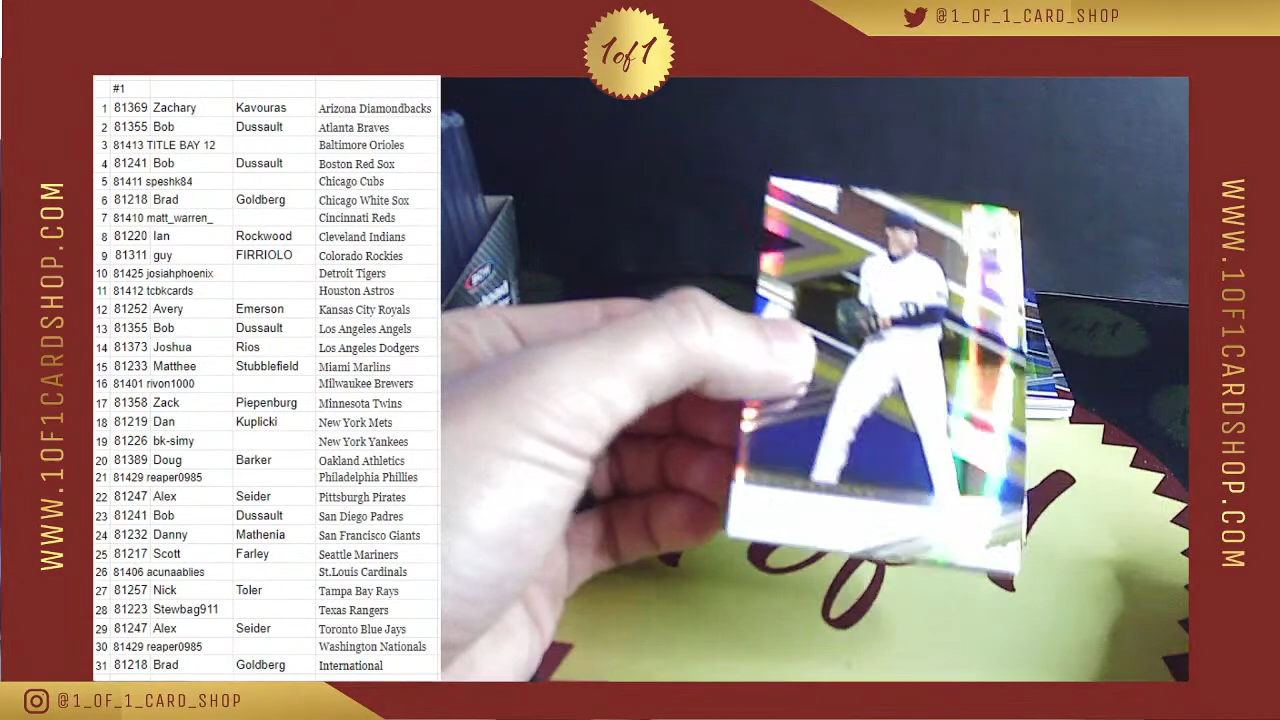 @1_OF_1_CARD_SHOP
1of1
#1
1 81369 Zachary Kavouras Arizona Diamondbacks
2 81355 Bob Dussault Atlanta Braves
3 81413 TITLE BAY 12 Baltimore Orioles
4 81241 Bob Dussault Boston Red Sox
5 81411 speshk84 Chicago Cubs
6 81218 Brad Goldberg Chicago White Sox
7 81410 matt_warren_ Cincinnati Reds
8 81220 Ian Rockwood Cleveland Indians
9 81311 guy FIRRIOLO Colorado Rockies
10 81425 josiahphoenix Detroit Tigers
11 81412 tcbkcards Houston Astros
12 81252 Avery Emerson Kansas City Royals
13 81355 Bob Dussault Los Angeles Angels
14 81373 Joshua Rios Los Angeles Dodgers
15 81233 Matthee Stubblefield Miami Marlins
16 81401 rivon1000 Milwaukee Brewers
17 81358 Zack Piepenburg Minnesota Twins
18 81219 Dan Kuplicki New York Mets
19 81226 bk-simy New York Yankees
20 81389 Doug Barker Oakland Athletics
21 81429 reaper0985 Philadelphia Phillies
22 81247 Alex Seider Pittsburgh Pirates
23 81241 Bob Dussault San Diego Padres
24 81232 Danny Mathenia San Francisco Giants
25 81217 Scott Farley Seattle Mariners
26 81406 acunaablies St.Louis Cardinals
27 81257 Nick Toler Tampa Bay Rays
28 81223 Stewbag911 Texas Rangers
29 81247 Alex Seider Toronto Blue Jays
30 81429 reaper0985 Washington Nationals
31 81218 Brad Goldberg International
WWW.1OF1CARDSHOP.COM
WWW.1OF1CARDSHOP.COM
@1_OF_1_CARD_SHOP